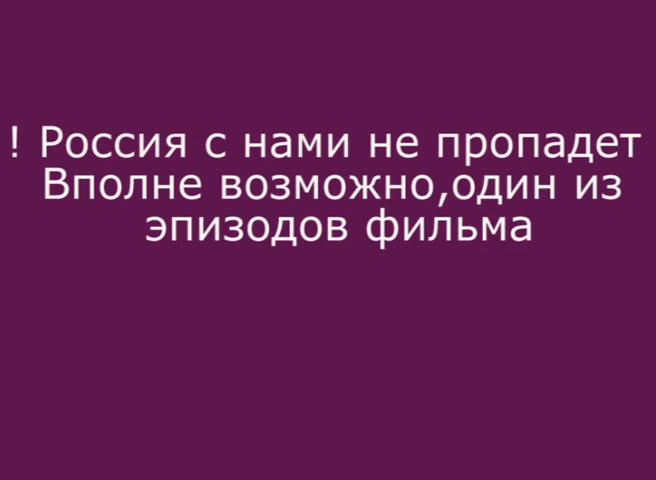 ! Россия с нами не пропадет
Вполне возможно,один из
эпизодов фильма